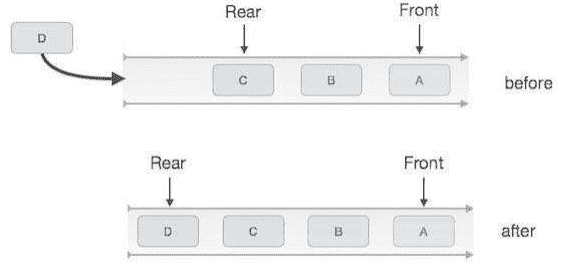 Rear Front
D
C B A
before
Rear Front
D C B A
after